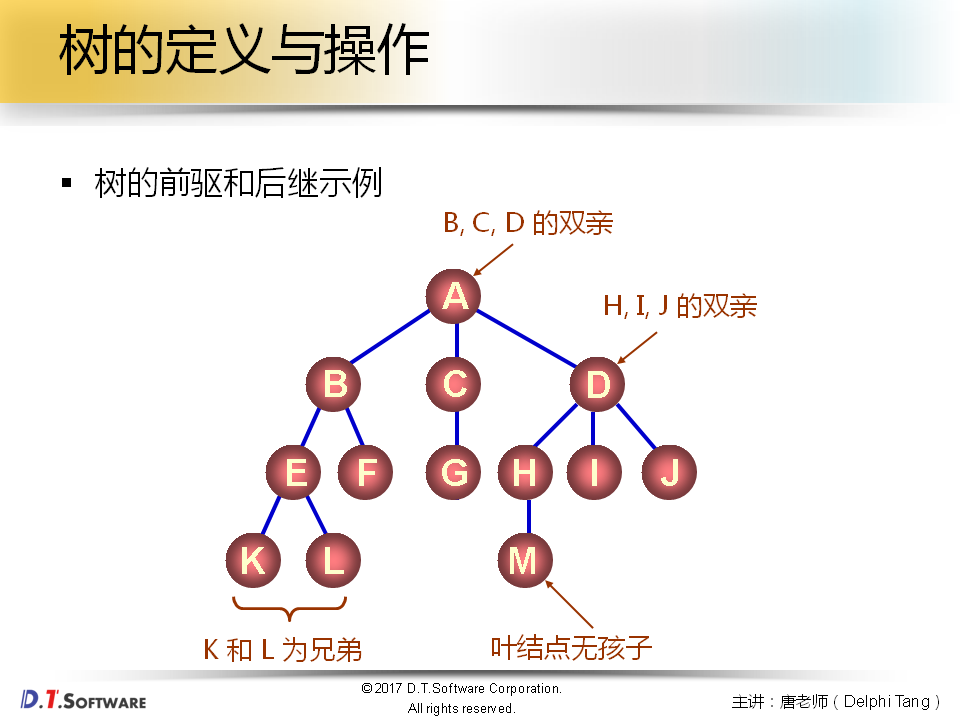 树的定义与操作
▪ 树的前驱和后继示例
B, C, D 的双亲
A
H, I, J 的双亲
B C D
E F G H I J
K L M
K 和 L 为兄弟
叶结点无孩子
D.T.SOFTWARE
©2017 D.T.Software Corporation.
All rights reserved.
主讲：唐老师（Delphi Tang）